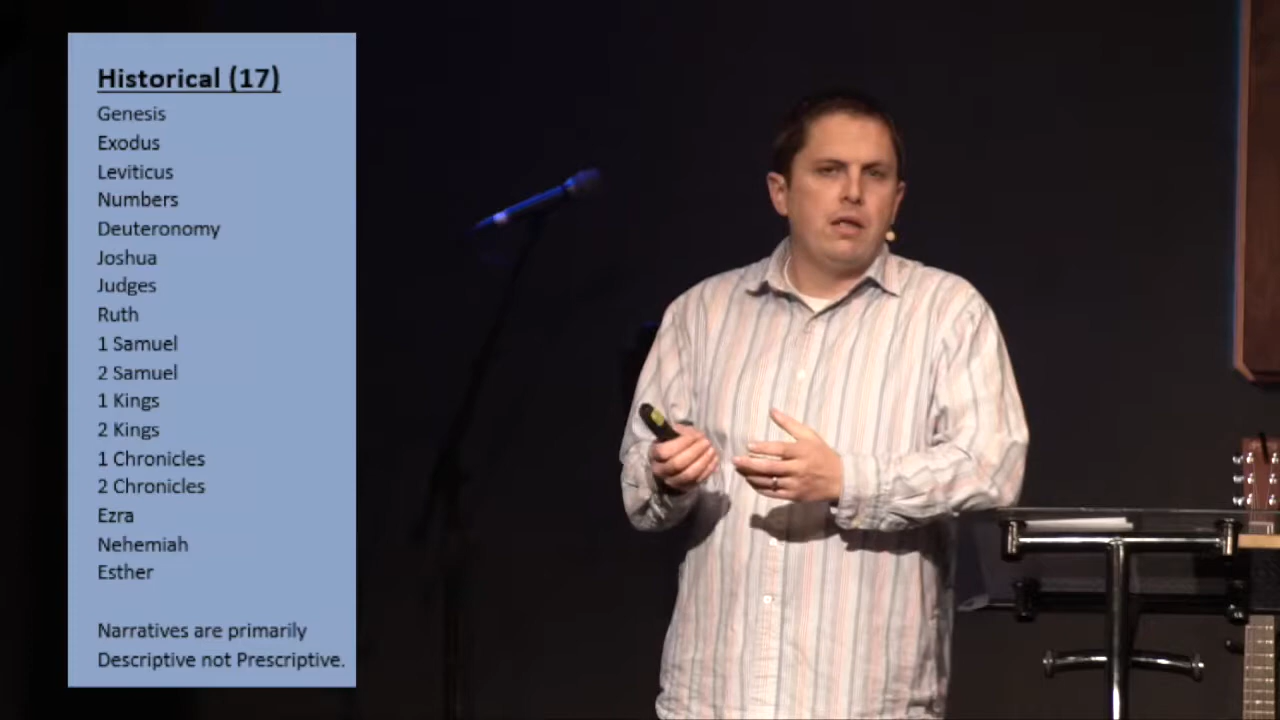 Historical (17)
Genesis
Exodus
Leviticus
Numbers
Deuteronomy
Joshua
Judges
Ruth
1 Samuel
2 Samuel
1 Kings
2 Kings
1 Chronicles
2 Chronicles
Ezra
Nehemiah
Esther
Narratives are primarily
Descriptive not Prescriptive.